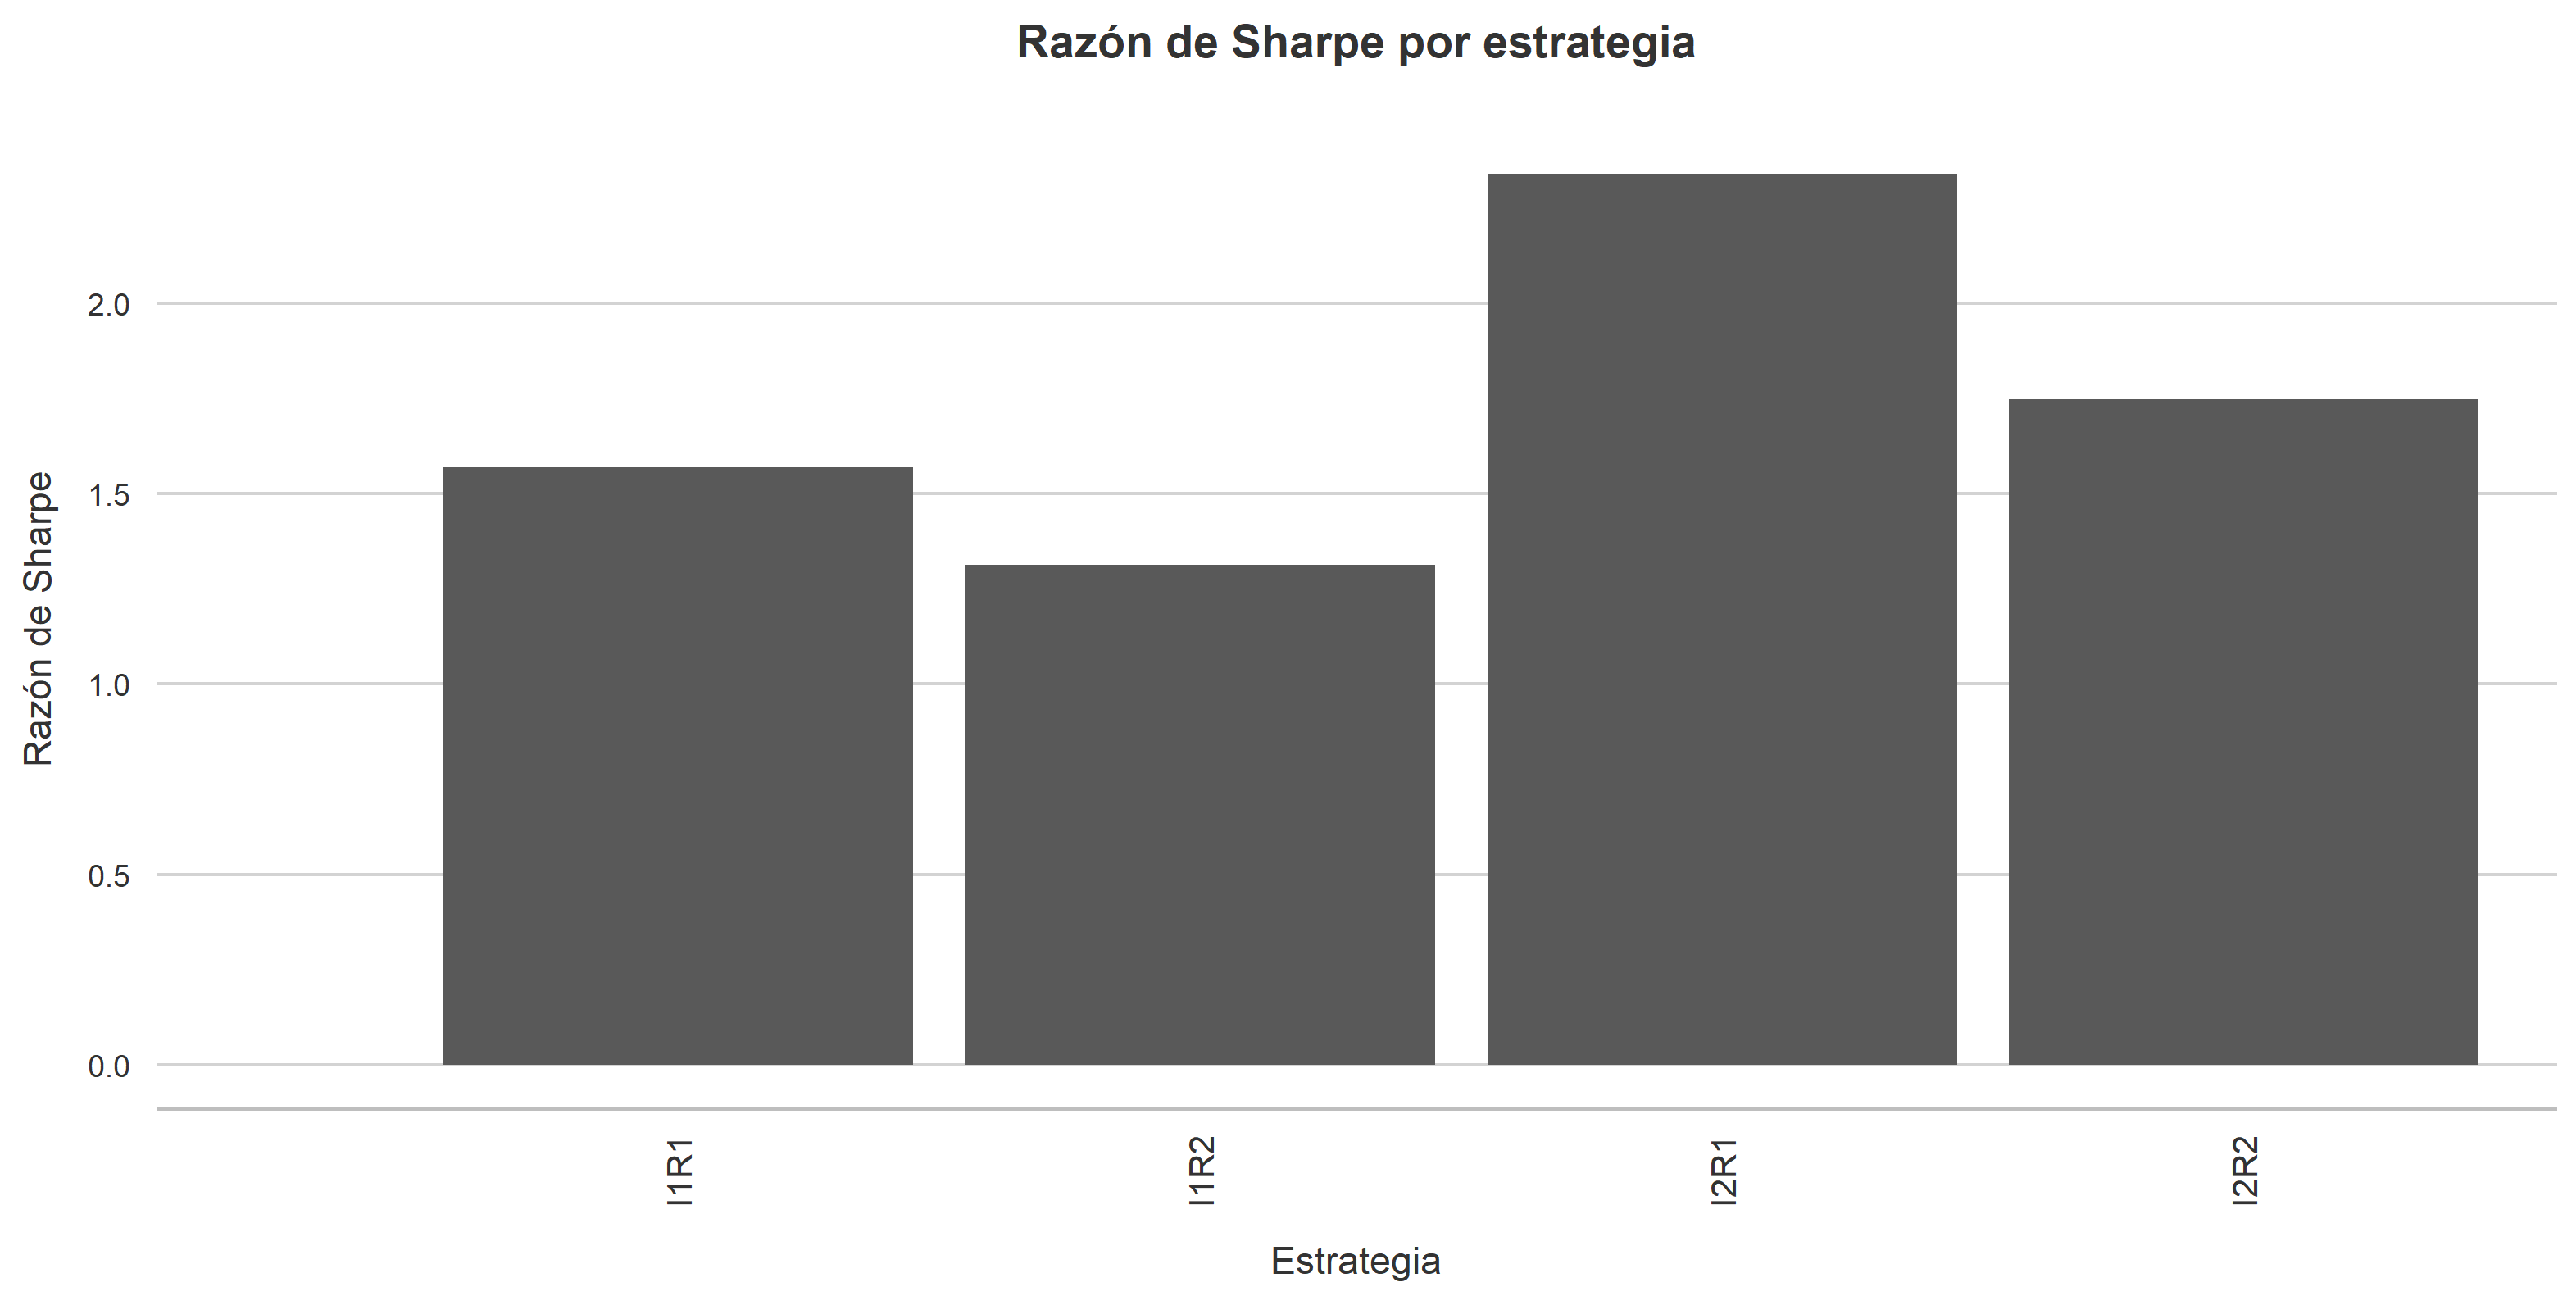 Razón de Sharpe por estrategia
Razón de Sharpe
2.0
1.5
1.0
0.5
0.0
I1R1
I1R2
I2R1
I2R2
Estrategia